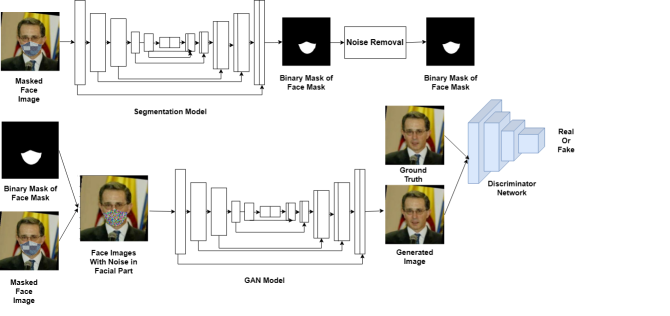 Masked
Face
Image
Segmentation Model
Binary Mask of
Face Mask
Noise Removal
Binary Mask of
Face Mask
Binary Mask of
Face Mask
Masked
Face
Image
Face Images
With Noise in
Facial Part
GAN Model
Ground
Truth
Generated
Image
Discriminator
Network
Real
Or
Fake